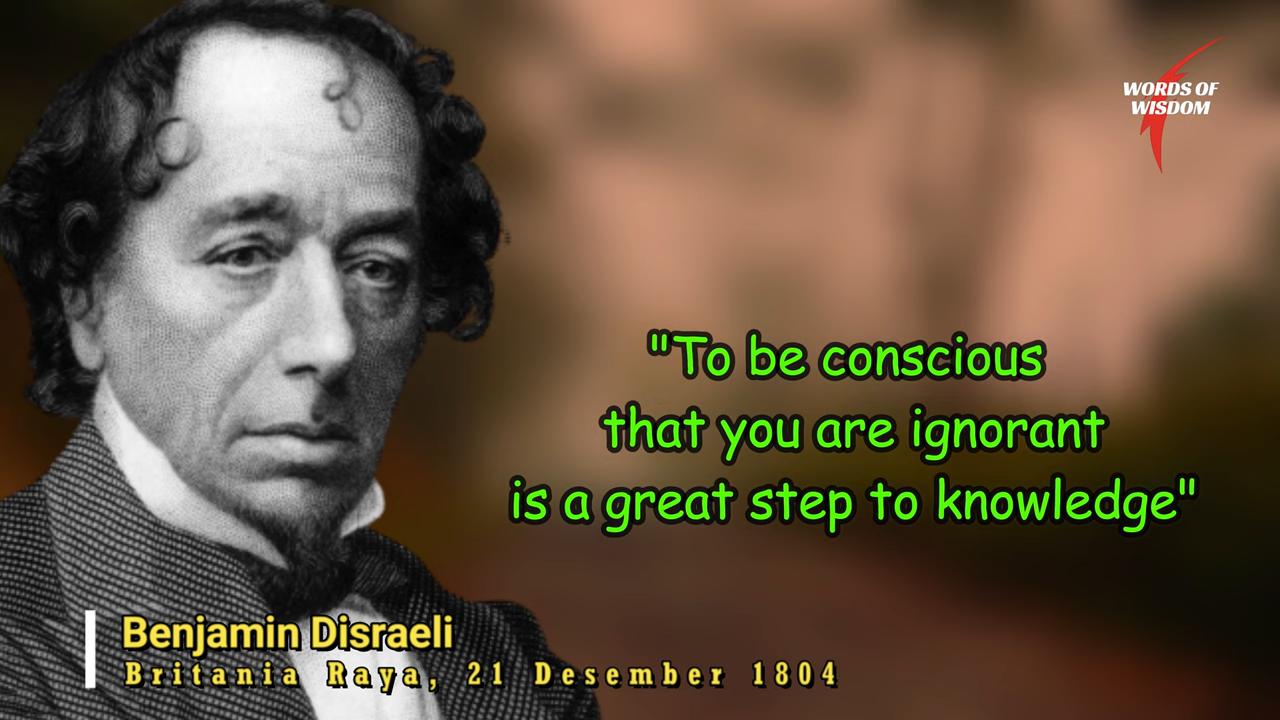 WORDS OF
WISDOM
"To be conscious
that you are ignorant
is a great step to knowledge"
Benjamin Disraeli
Britania Raya, 21 Desember 1804